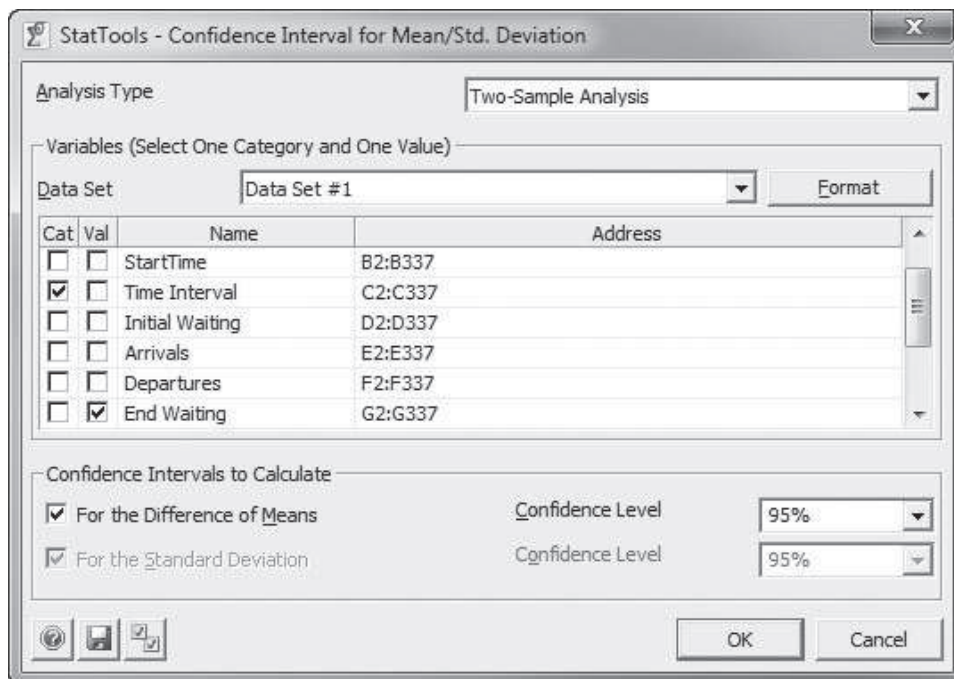 StatTools - Confidence Interval for Mean/Std. Deviation
Analysis Type Two-Sample Analysis
Variables (Select One Category and One Value)
Data Set Data Set #1 Format
Cat Val Name Address
StartTime B2:B337
Time Interval C2:C337
Initial Waiting D2:D337
Arrivals E2:E337
Departures F2:F337
End Waiting G2:G337
Confidence Intervals to Calculate
For the Difference of Means Confidence Level 95%
For the Standard Deviation Confidence Level 95%
OK Cancel